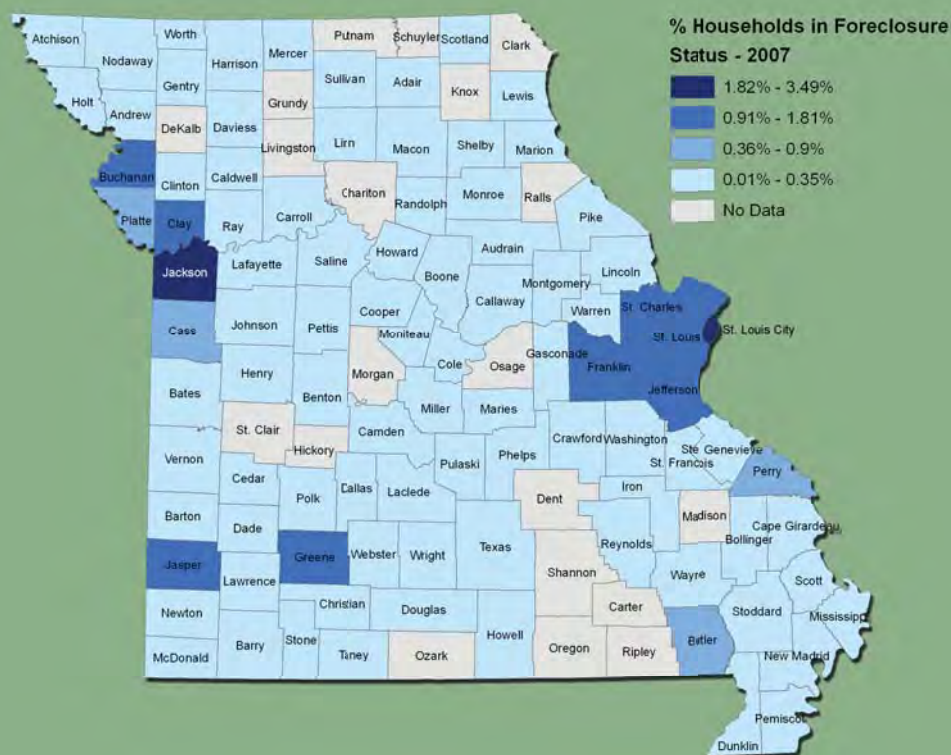 % Households in Foreclosure
Status - 2007
1.82% - 3.49%
0.91% - 1.81%
0.36% - 0.9%
0.01% - 0.35%
No Data
Atchison
Nodaway
Worth
Gentry
Harrison
Mercer
Putnam
Schuyler
Scotland
Clark
Holt
Andrew
DeKalb
Daviess
Grundy
Sullivan
Adair
Knox
Lewis
Livingston
Linn
Macon
Shelby
Marion
Buchanan
Clinton
Caldwell
Chariton
Randolph
Monroe
Ralls
Pike
Platte
Clay
Ray
Carroll
Howard
Audrain
Jackson
Lafayette
Saline
Boone
Callaway
Montgomery
Lincoln
Warren
St. Charles
St. Louis
St. Louis City
Cass
Johnson
Pettis
Cooper
Moniteau
Cole
Osage
Gasconade
Franklin
Jefferson
Henry
Morgan
Bates
Benton
Miller
Maries
St. Clair
Hickory
Camden
Pulaski
Phelps
Crawford
Washington
Ste Genevieve
St. Francois
Perry
Vernon
Cedar
Polk
Dallas
Laclede
Dent
Iron
Madison
Cape Girardeau
Bollinger
Barton
Dade
Texas
Reynolds
Jasper
Greene
Webster
Wright
Shannon
Wayne
Scott
Lawrence
Christian
Douglas
Carter
Stoddard
Mississippi
Newton
Barry
Stone
Taney
Ozark
Howell
Oregon
Ripley
Butler
New Madrid
McDonald
Pemiscot
Dunklin